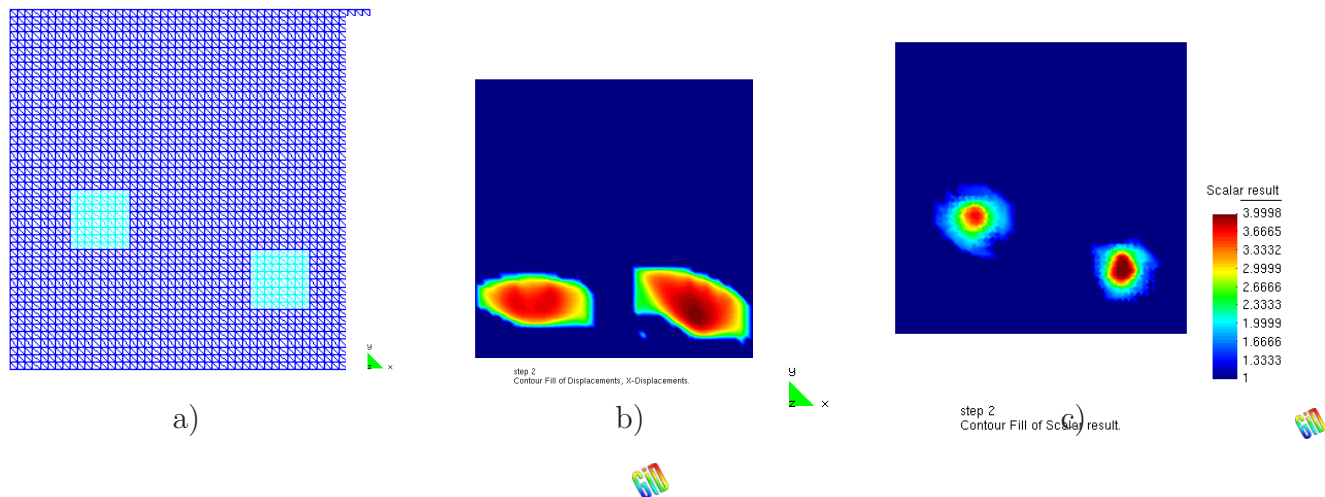 y
z x
a)
step 2
Contour Fill of Displacements, X-Displacements.
b)
GiD
y
z x
step 2
Contour Fill of Scalar result.
c)
Scalar result
3.9998
3.6665
3.3332
2.9999
2.6666
2.3333
1.9999
1.6666
1.3333
1
GiD